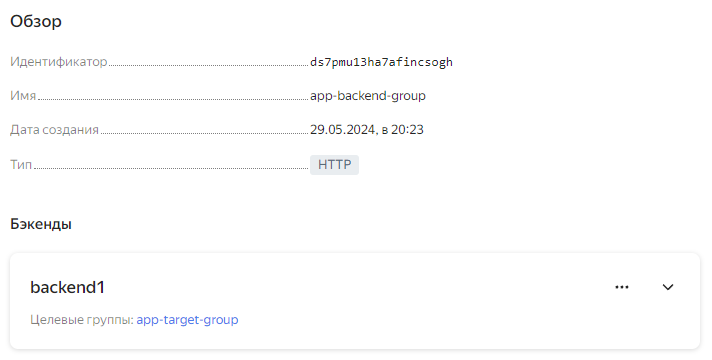 Обзор
Идентификатор ds7pmu13ha7afincsogh
Имя app-backend-group
Дата создания 29.05.2024, в 20:23
Тип HTTP
Бэкенды
backend1
Целевые группы: app-target-group